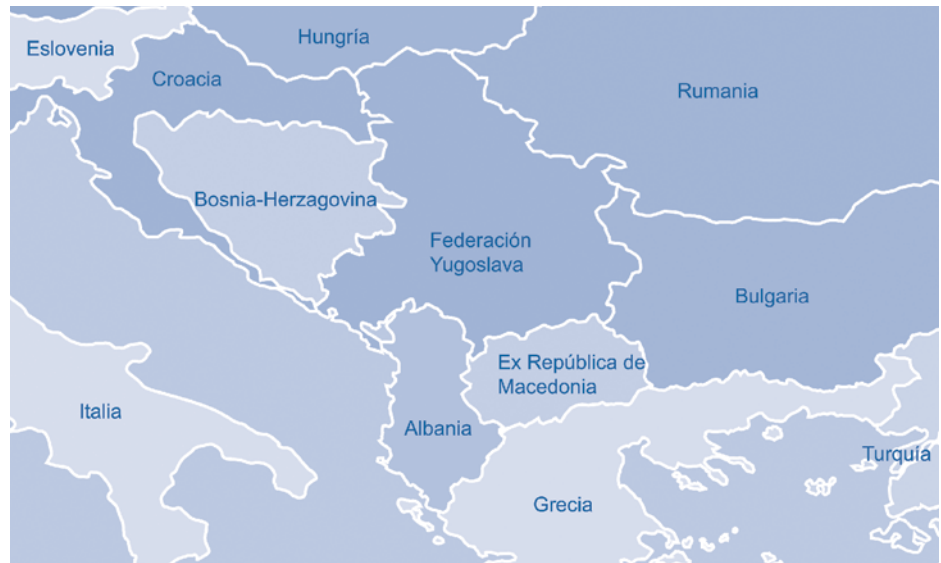 Hungría
Eslovenia
Croacia
Rumania
Bosnia-Herzagovina
Federación
Yugoslava
Bulgaria
Ex República de
Macedonia
Italia
Albania
Turquía
Grecia